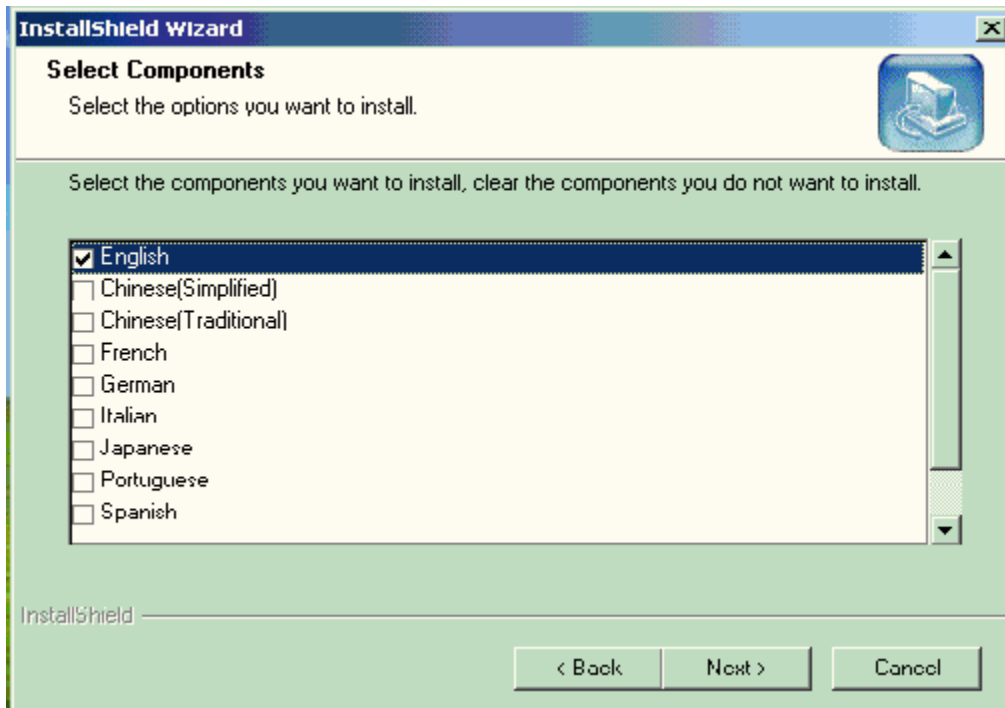 InstallShield Wizard
Select Components
Select the options you want to install.
Select the components you want to install, clear the components you do not want to install.
English
Chinese(Simplified)
Chinese(Traditional)
French
German
Italian
Japanese
Portuguese
Spanish
InstallShield
< Back Next > Cancel